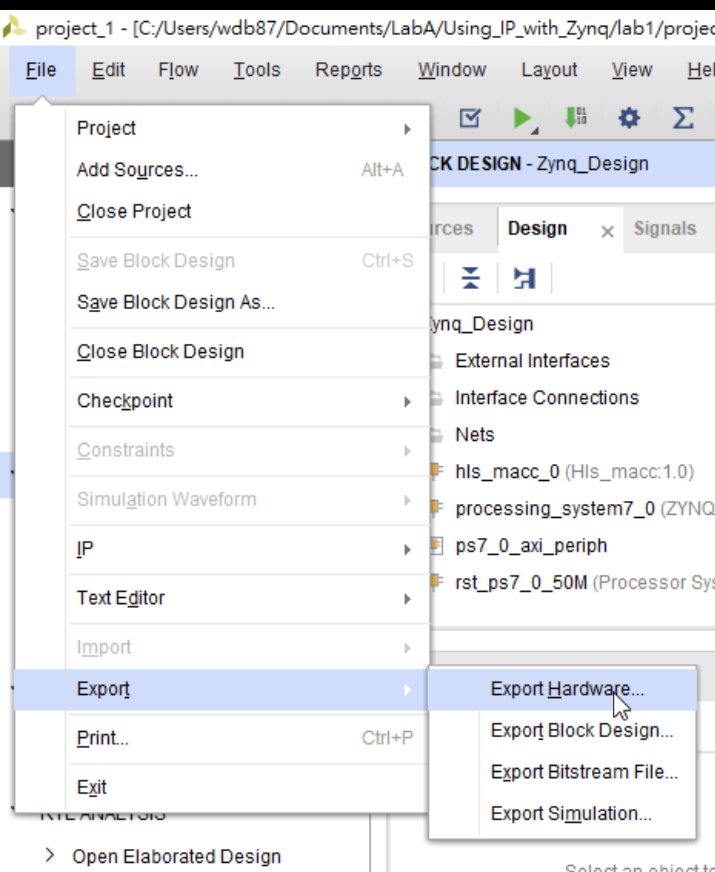 project_1 - [C:/Users/wdb87/Documents/LabA/Using_IP_with_Zynq/lab1/projec
File Edit Flow Tools Reports Window Layout View Hel
Project
Add Sources... Alt+A
CK DESIGN - Zynq_Design
Close Project
rces Design × Signals
Save Block Design Ctrl+S
Save Block Design As...
ynq_Design
Close Block Design
External Interfaces
Checkpoint
Interface Connections
Nets
Constraints
hls_macc_0 (Hls_macc:1.0)
Simulation Waveform
processing_system7_0 (ZYNQ
IP
ps7_0_axi_periph
rst_ps7_0_50M (Processor Sys
Text Editor
Import
Export
Export Hardware...
Print... Ctrl+P
Export Block Design...
Export Bitstream File...
Exit
Export Simulation...
RTL ANALYSIS
> Open Elaborated Design
Select an object to